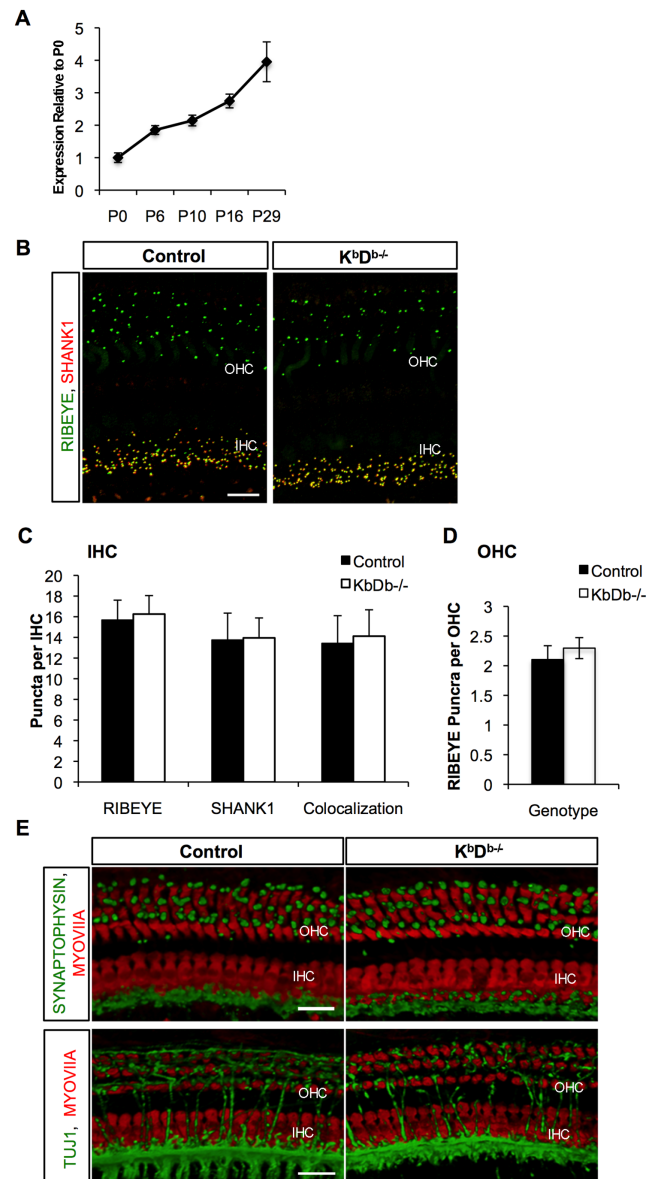 A
Expression Relative to P0
5
4
3
2
1
0
P0 P6 P10 P16 P29
B
Control
KᵇDᵇ⁻/⁻
RIBEYE, SHANK1
OHC
OHC
IHC
IHC
C
IHC
Control
KbDb-/-
Puncta per IHC
20
18
16
14
12
10
8
6
4
2
0
RIBEYE SHANK1 Colocalization
D
OHC
Control
KbDb-/-
RIBEYE Puncra per OHC
3
2.5
2
1.5
1
0.5
0
Genotype
E
Control
KᵇDᵇ⁻/⁻
SYNAPTOPHYSIN,
MYOVIIA
OHC
OHC
IHC
IHC
TUJ1, MYOVIIA
OHC
OHC
IHC
IHC